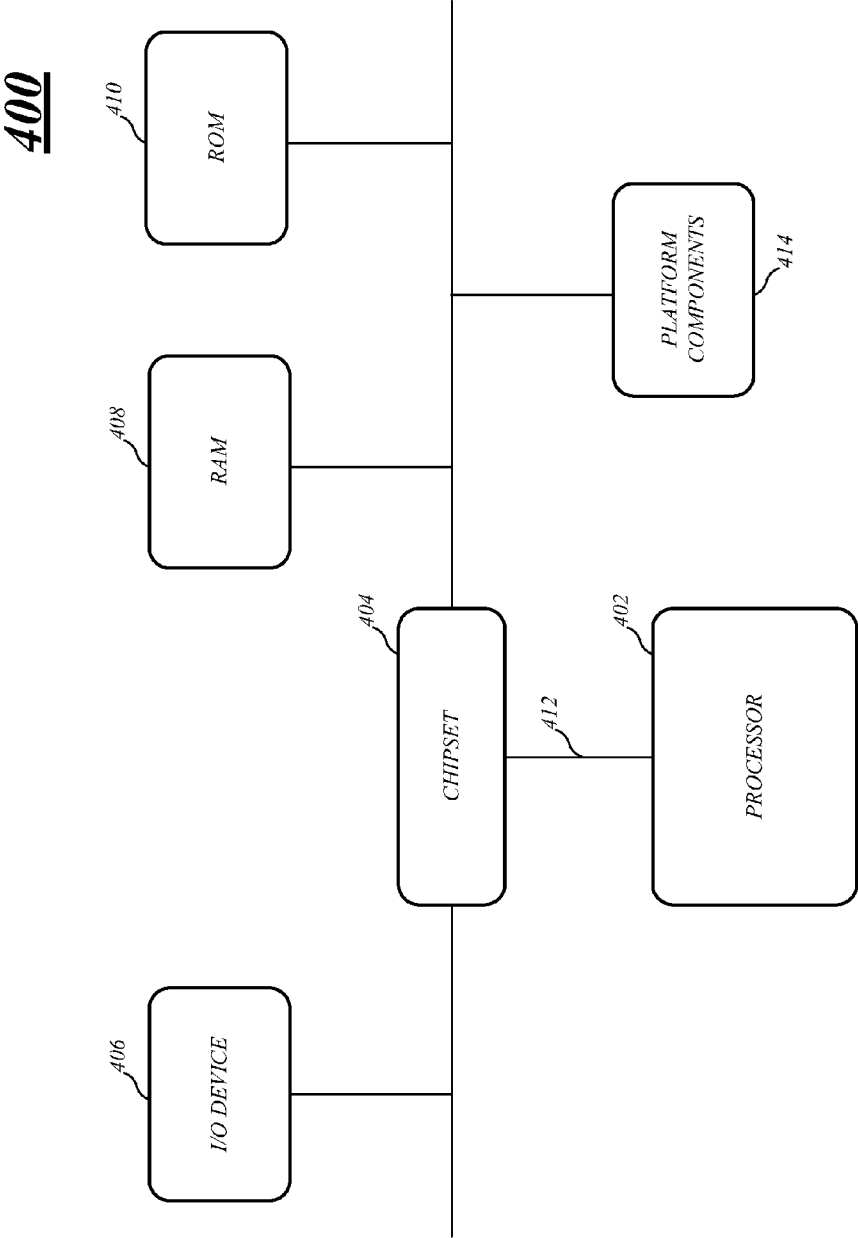 400
406
I/O DEVICE
408
RAM
410
ROM
404
CHIPSET
412
402
PROCESSOR
PLATFORM
COMPONENTS
414